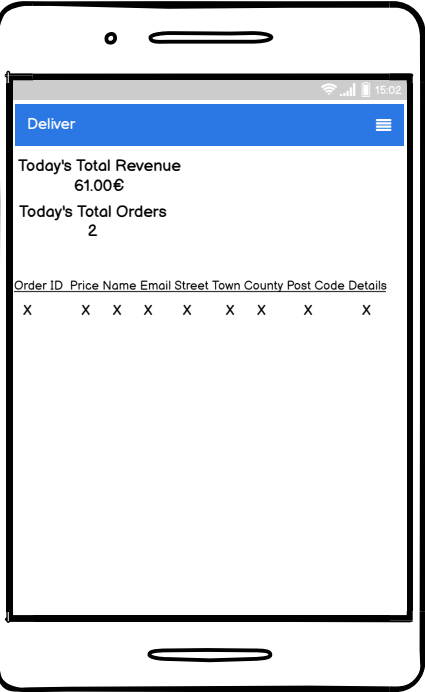 15:02
Deliver
Today's Total Revenue
61.00€
Today's Total Orders
2
Order ID Price Name Email Street Town County Post Code Details
X X X X X X X X X